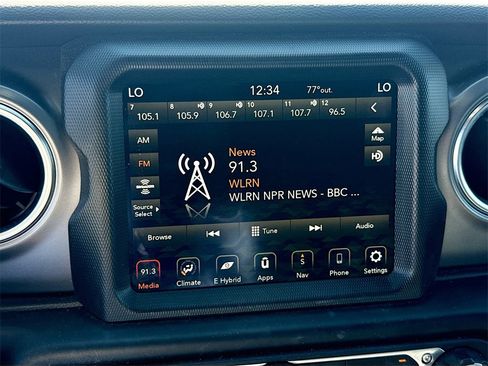 LO 12:34 77°out. LO
7 8 9 10 11 12
105.1 105.9 106.7 107.1 107.7 96.5
AM
FM
SiriusXM
Source
Select
News
91.3
WLRN
WLRN NPR NEWS - BBC ...
Map
HD
Browse Tune Audio
91.3
Media Climate E Hybrid Apps Nav Phone Settings